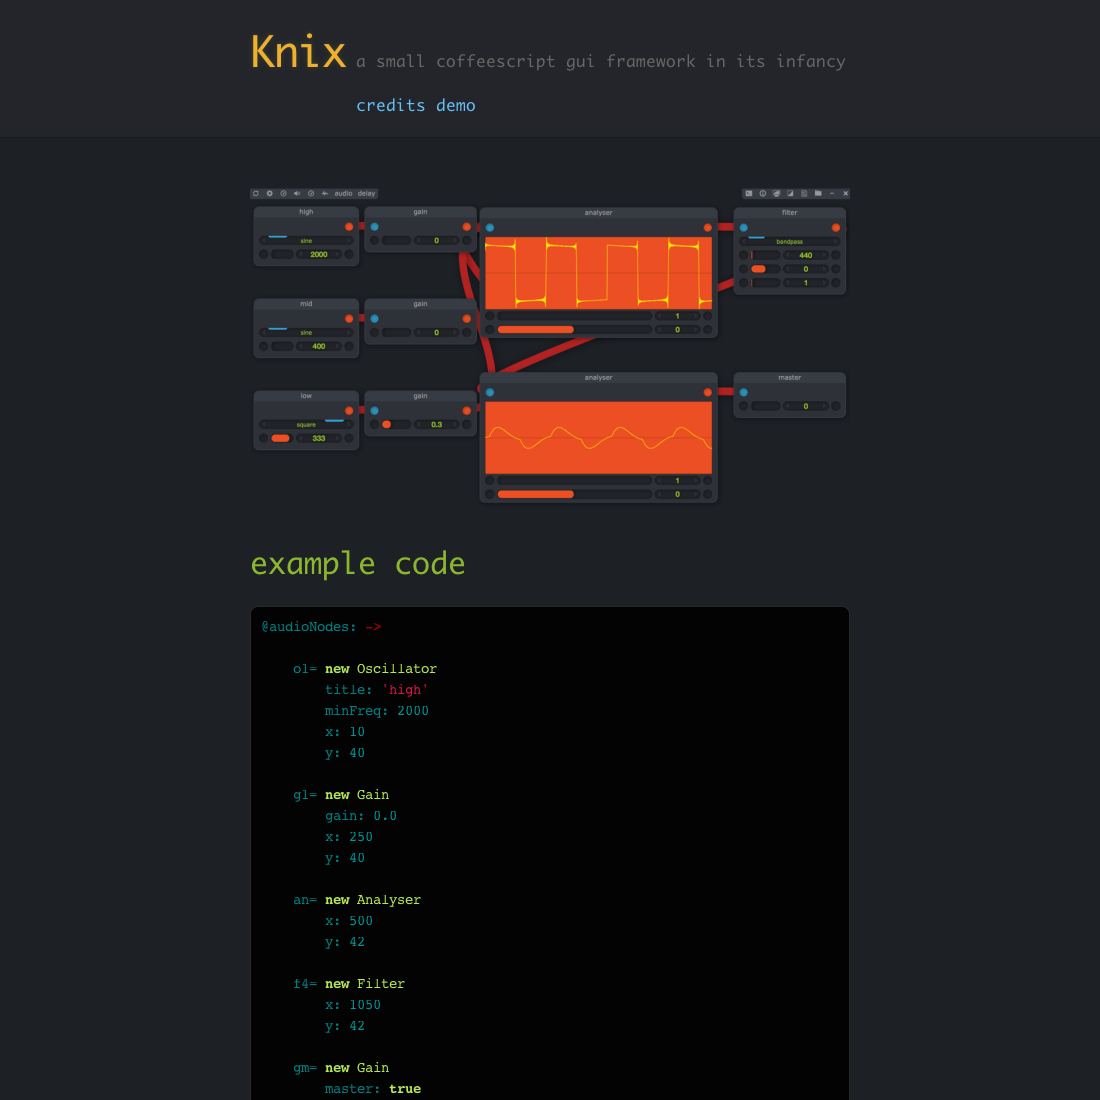 Knix a small coffeescript gui framework in its infancy
credits demo
audio delay
high
sine
2000
gain
0
analyser
1
0
filter
bandpass
440
0
1
mid
sine
400
gain
0
low
square
333
gain
0.3
analyser
1
0
master
0
example code
@audioNodes: ->
o1= new Oscillator
title: 'high'
minFreq: 2000
x: 10
y: 40
g1= new Gain
gain: 0.0
x: 250
y: 40
an= new Analyser
x: 500
y: 42
f4= new Filter
x: 1050
y: 42
gm= new Gain
master: true